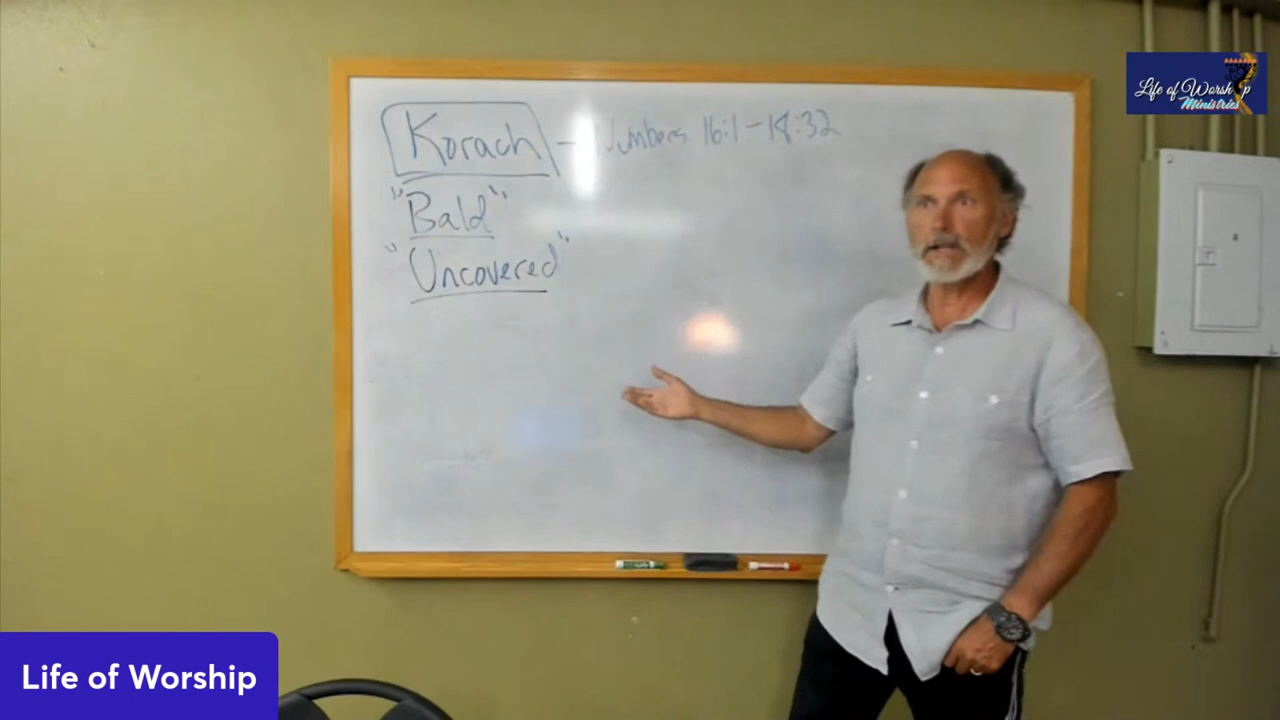 Korach - Numbers 16:1-18:32
"Bald"
"Uncovered"
Life of Worship
Ministries
Life of Worship